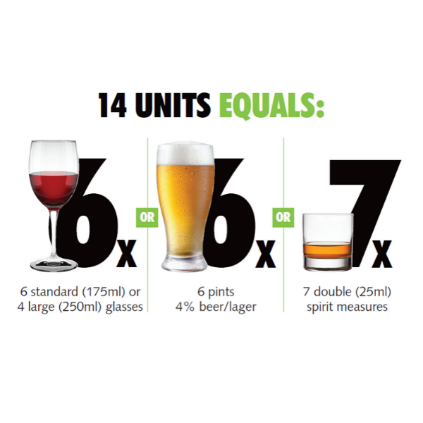 14 UNITS EQUALS:
6x OR 6x OR 7x
6 standard (175ml) or
4 large (250ml) glasses
6 pints
4% beer/lager
7 double (25ml)
spirit measures